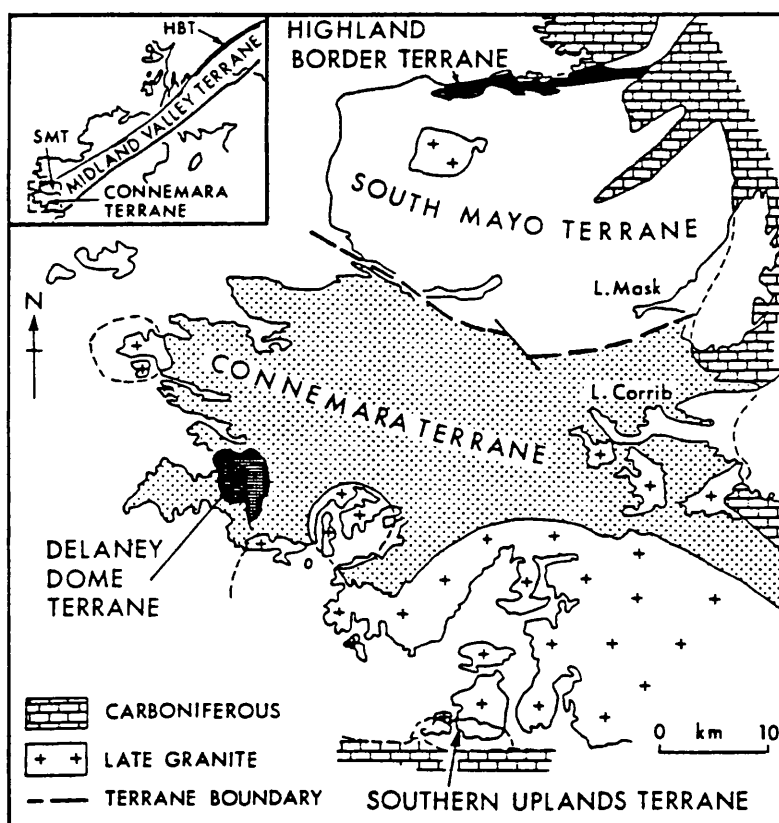 HBT
MIDLAND VALLEY TERRANE
SMT
CONNEMARA
TERRANE
HIGHLAND
BORDER TERRANE
SOUTH MAYO TERRANE
L. Mask
N
CONNEMARA TERRANE
L. Corrib
DELANEY
DOME
TERRANE
CARBONIFEROUS
LATE GRANITE
TERRANE BOUNDARY
0 km 10
SOUTHERN UPLANDS TERRANE